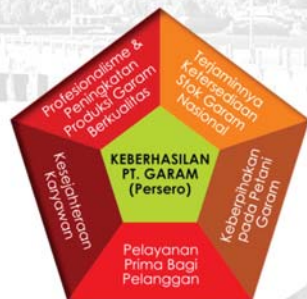 Profesionalisme &
Peningkatan
Produksi Garam
Berkualitas
Terjaminnya
Ketersediaan
Stok Garam
Nasional
KEBERHASILAN
PT. GARAM
(Persero)
Kesejahteraan
Karyawan
Keberpihakan
pada Petani
Garam
Pelayanan
Prima Bagi
Pelanggan